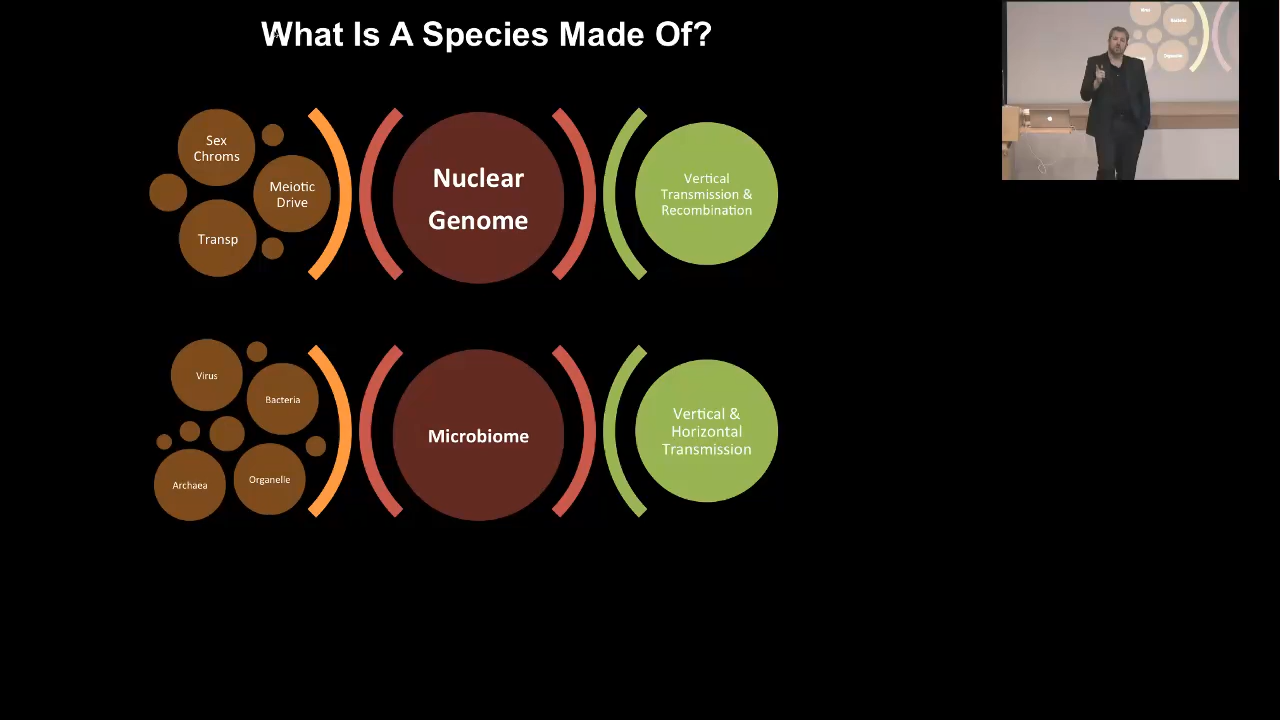 What Is A Species Made Of?
Sex
Chroms
Meiotic
Drive
Transp
Nuclear
Genome
Vertical
Transmission &
Recombination
Virus
Bacteria
Archaea
Organelle
Microbiome
Vertical &
Horizontal
Transmission